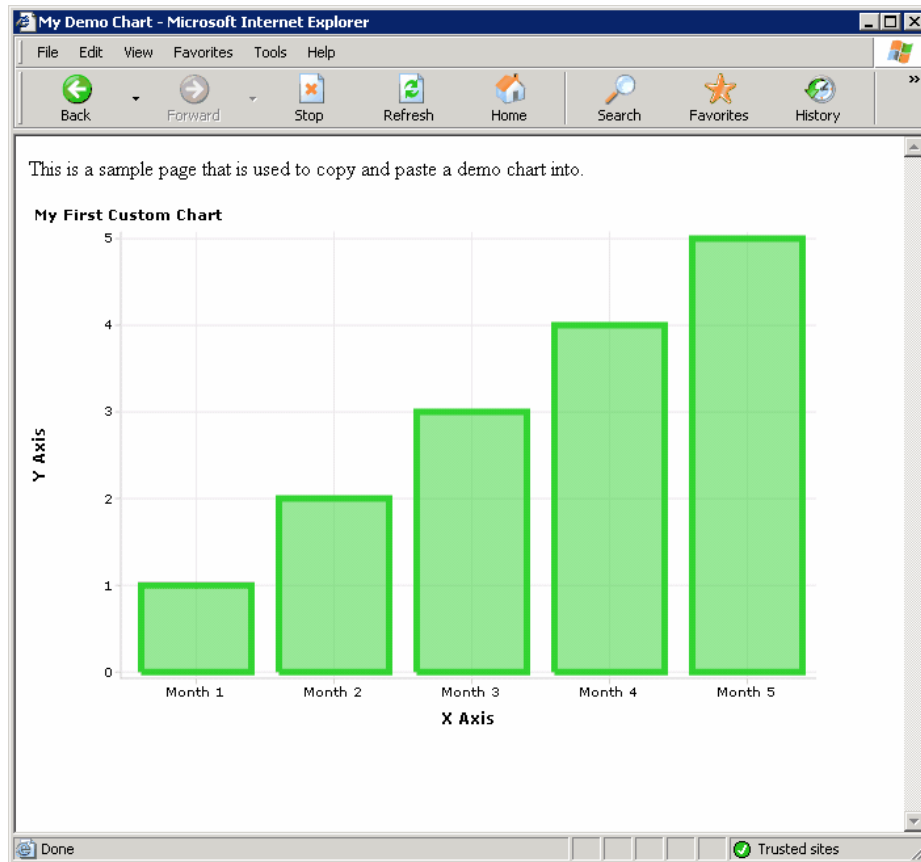 My Demo Chart - Microsoft Internet Explorer
File Edit View Favorites Tools Help
»
Back Forward Stop Refresh Home Search Favorites History
This is a sample page that is used to copy and paste a demo chart into.
My First Custom Chart
5
4
3
2
1
0
Y Axis
Month 1 Month 2 Month 3 Month 4 Month 5
X Axis
Done Trusted sites